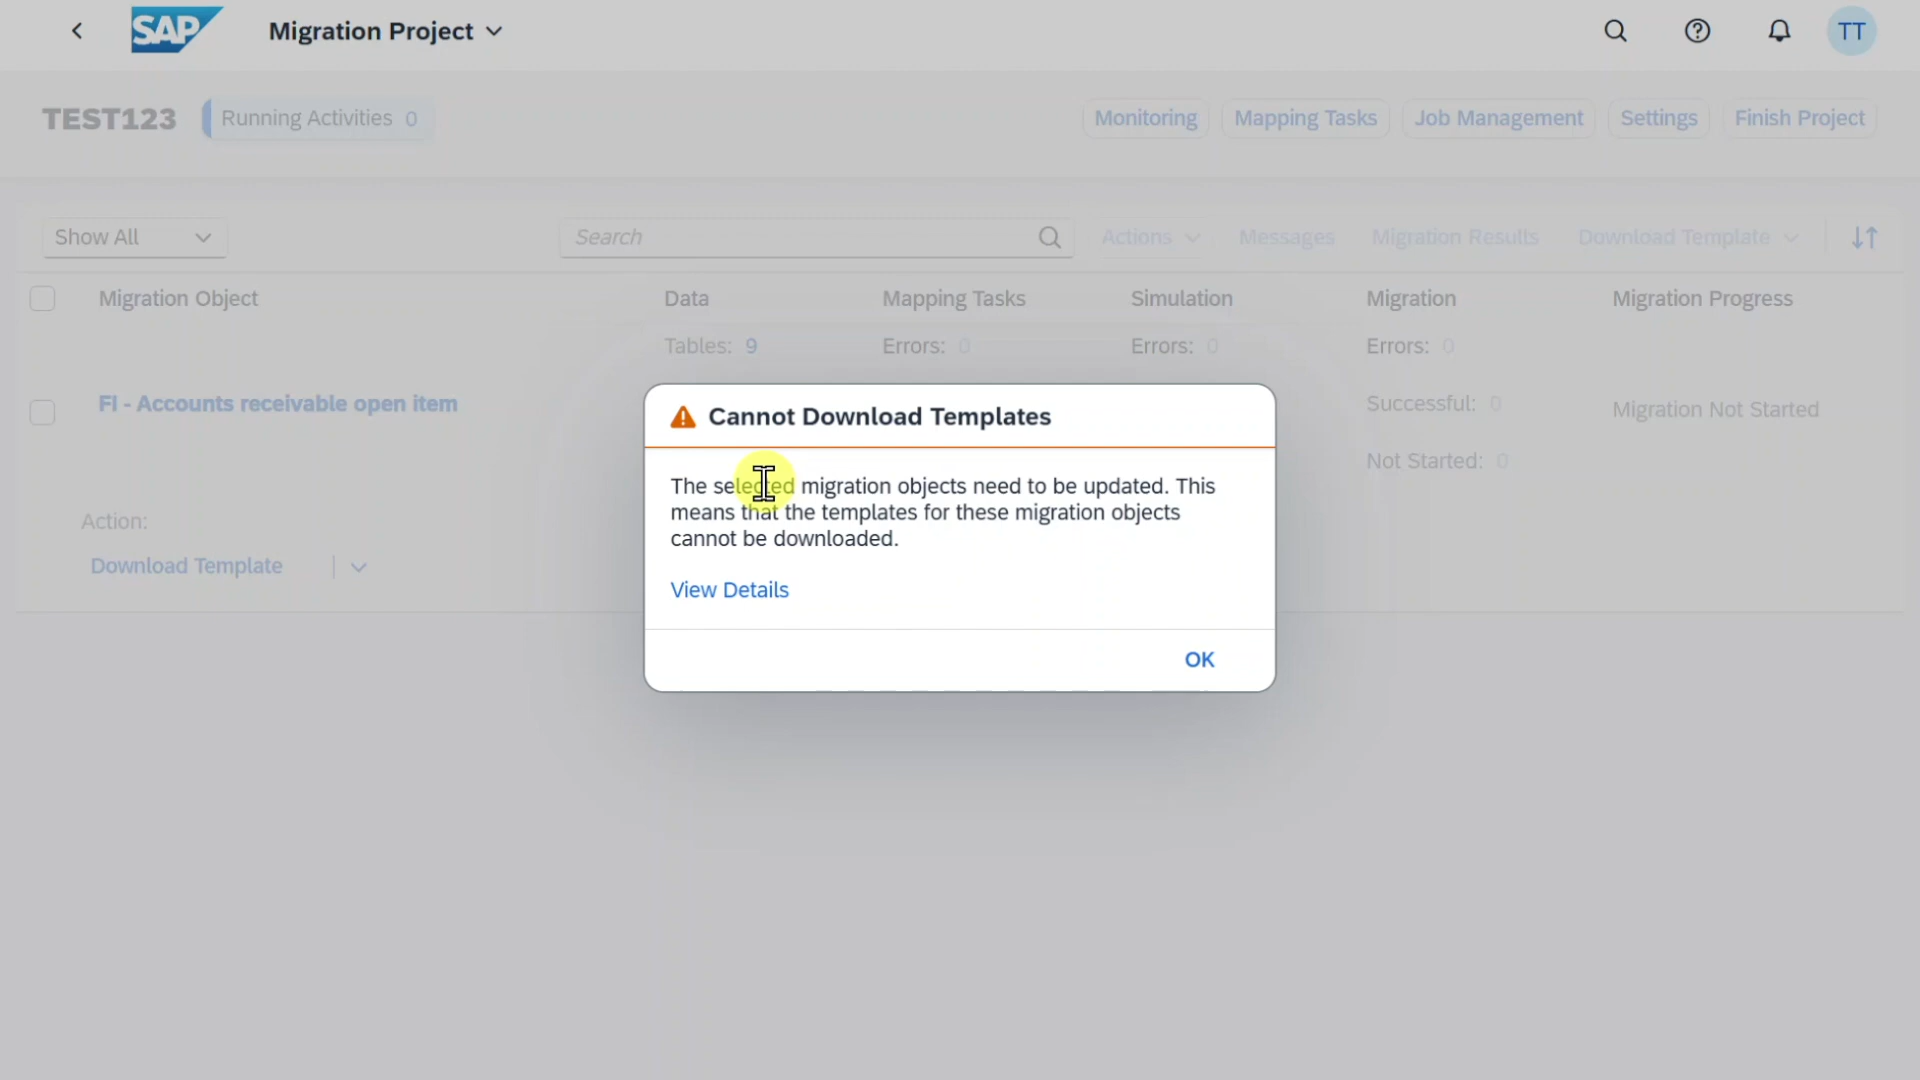 SAP Migration Project TT
TEST123 Running Activities 0 Monitoring Mapping Tasks Job Management Settings Finish Project
Show All Search Actions Messages Migration Results Download Template
Migration Object Data Mapping Tasks Simulation Migration Migration Progress
Tables: 9 Errors: 0 Errors: 0 Errors: 0
FI - Accounts receivable open item Successful: 0 Migration Not Started
Not Started: 0
Action:
Download Template
Cannot Download Templates
The selected migration objects need to be updated. This
means that the templates for these migration objects
cannot be downloaded.
View Details
OK